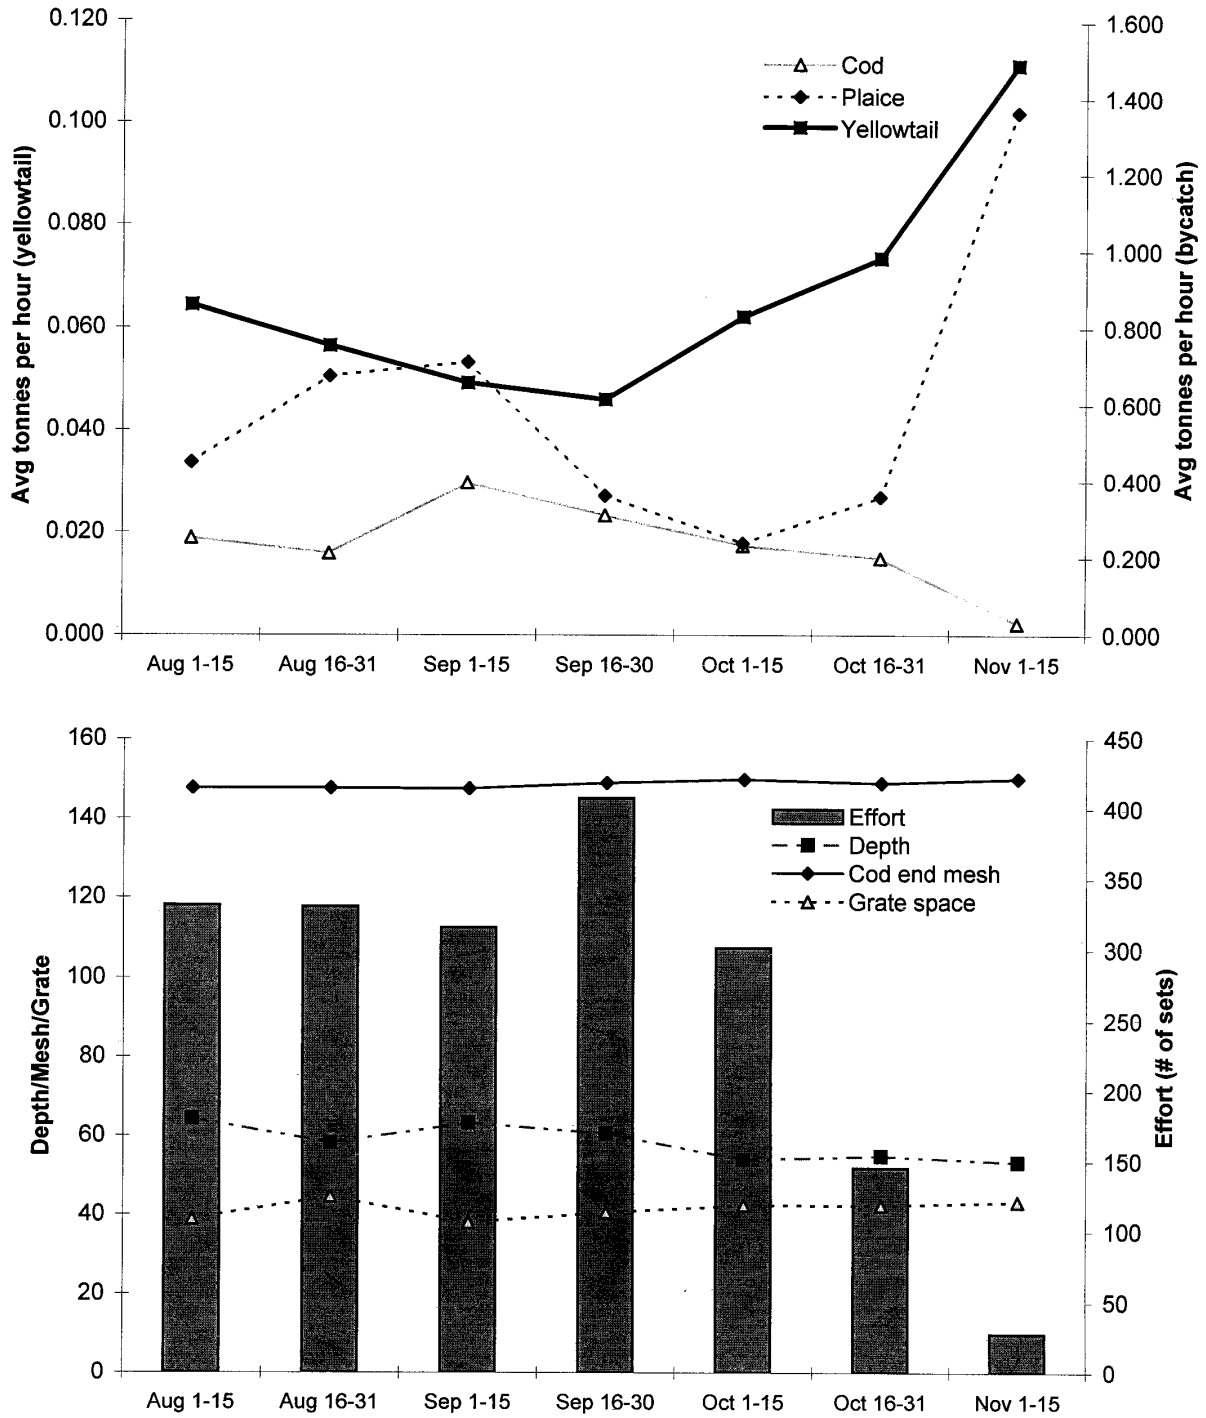 0.120
0.100
0.080
0.060
0.040
0.020
0.000
Avg tonnes per hour (yellowtail)
1.600
1.400
1.200
1.000
0.800
0.600
0.400
0.200
0.000
Avg tonnes per hour (bycatch)
Cod
Plaice
Yellowtail
Aug 1-15 Aug 16-31 Sep 1-15 Sep 16-30 Oct 1-15 Oct 16-31 Nov 1-15
160
140
120
100
80
60
40
20
0
Depth/Mesh/Grate
450
400
350
300
250
200
150
100
50
0
Effort (# of sets)
Effort
Depth
Cod end mesh
Grate space
Aug 1-15 Aug 16-31 Sep 1-15 Sep 16-30 Oct 1-15 Oct 16-31 Nov 1-15